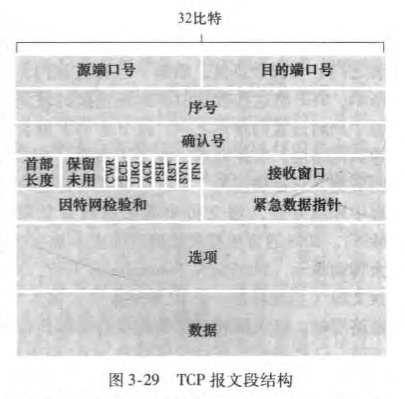 32比特
源端口号 目的端口号
序号
确认号
首部长度 保留未用 CWR ECE URG ACK PSH RST SYN FIN 接收窗口
因特网检验和 紧急数据指针
选项
数据
图 3-29 TCP 报文段结构